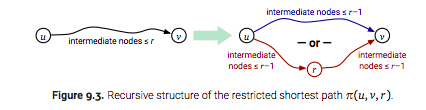 intermediate nodes ≤ r−1
u
intermediate nodes ≤ r
v
u
v
— or —
intermediate
nodes ≤ r−1
r
intermediate
nodes ≤ r−1
Figure 9.3. Recursive structure of the restricted shortest path π(u, v, r).